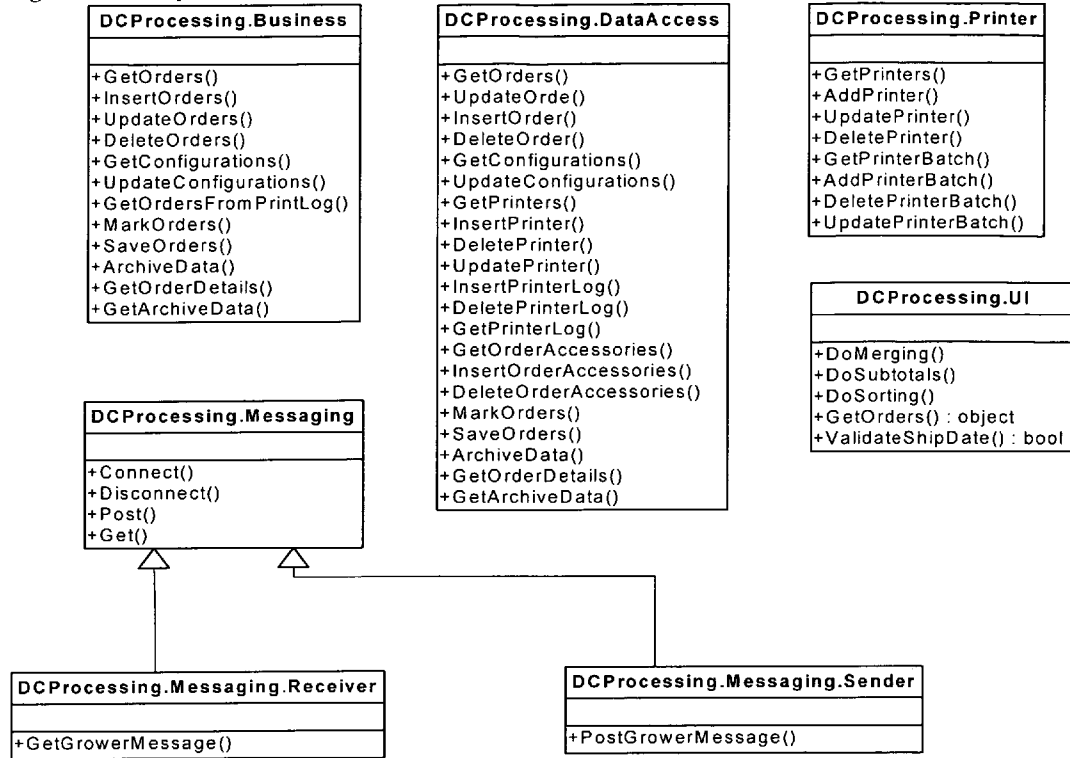 DCProcessing.Business
+GetOrders()
+InsertOrders()
+UpdateOrders()
+DeleteOrders()
+GetConfigurations()
+UpdateConfigurations()
+GetOrdersFromPrintLog()
+MarkOrders()
+SaveOrders()
+ArchiveData()
+GetOrderDetails()
+GetArchiveData()
DCProcessing.DataAccess
+GetOrders()
+UpdateOrde()
+InsertOrder()
+DeleteOrder()
+GetConfigurations()
+UpdateConfigurations()
+GetPrinters()
+InsertPrinter()
+DeletePrinter()
+UpdatePrinter()
+InsertPrinterLog()
+DeletePrinterLog()
+GetPrinterLog()
+GetOrderAccessories()
+InsertOrderAccessories()
+DeleteOrderAccessories()
+MarkOrders()
+SaveOrders()
+ArchiveData()
+GetOrderDetails()
+GetArchiveData()
DCProcessing.Printer
+GetPrinters()
+AddPrinter()
+UpdatePrinter()
+DeletePrinter()
+GetPrinterBatch()
+AddPrinterBatch()
+DeletePrinterBatch()
+UpdatePrinterBatch()
DCProcessing.UI
+DoMerging()
+DoSubtotals()
+DoSorting()
+GetOrders() : object
+ValidateShipDate() : bool
DCProcessing.Messaging
+Connect()
+Disconnect()
+Post()
+Get()
DCProcessing.Messaging.Receiver
+GetGrowerMessage()
DCProcessing.Messaging.Sender
+PostGrowerMessage()